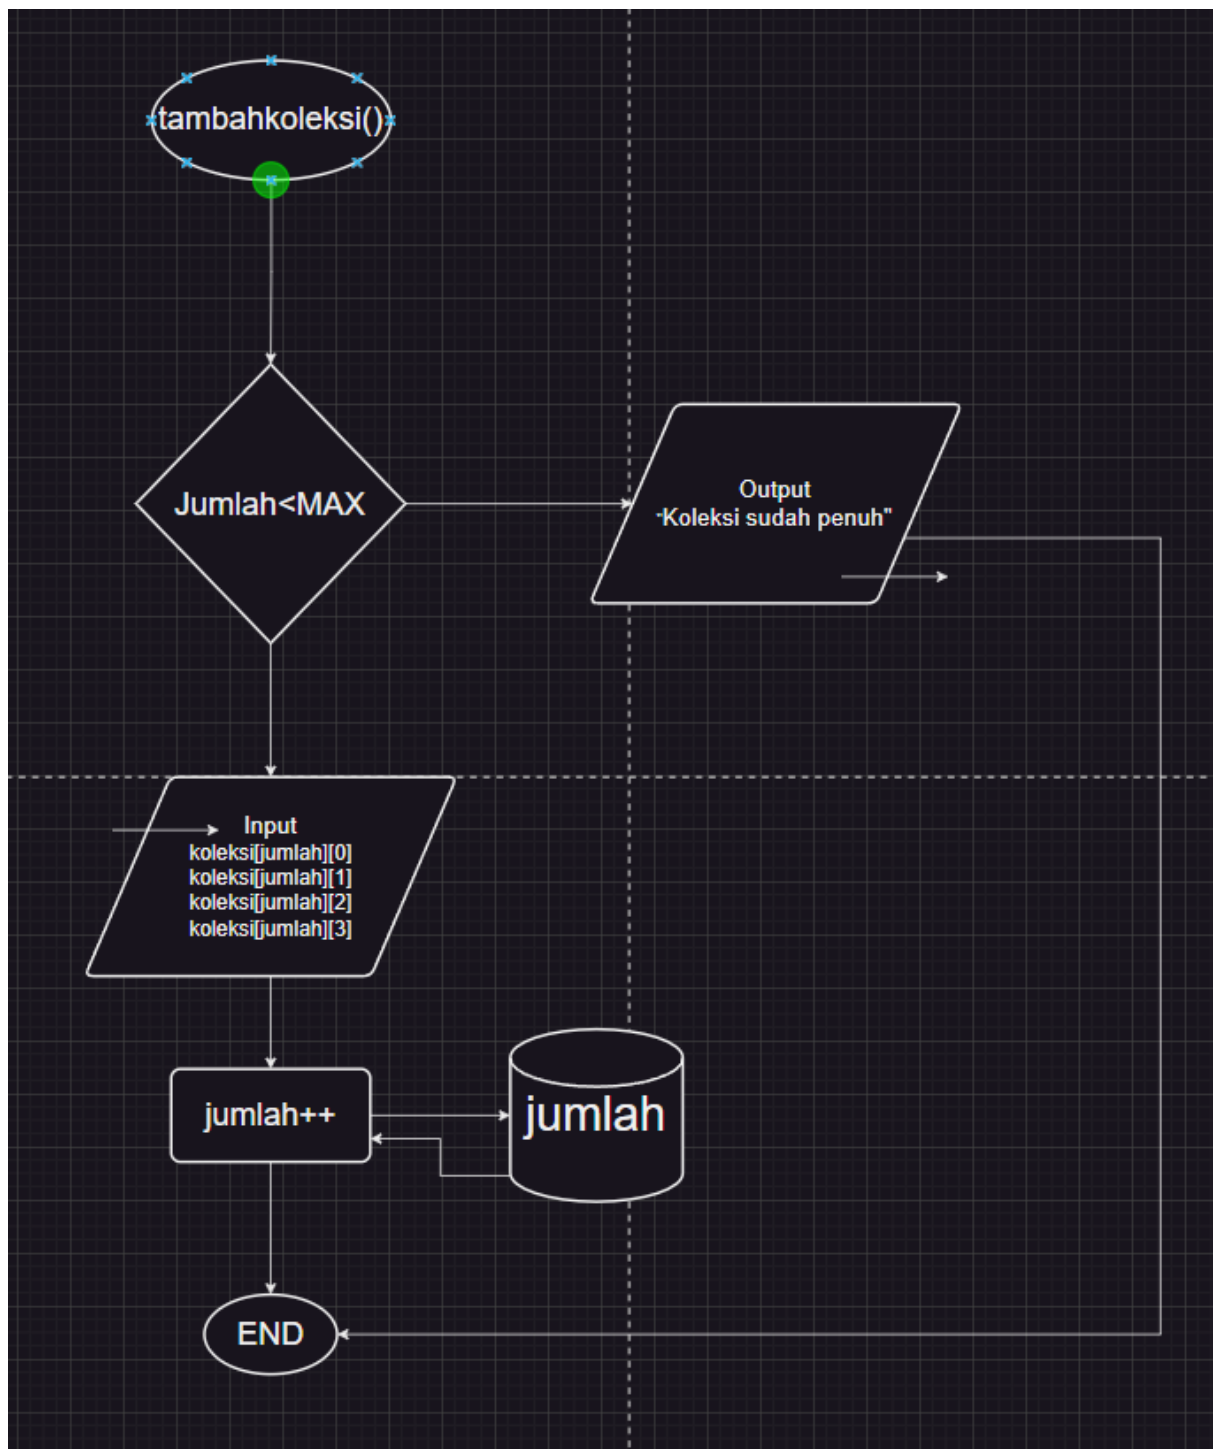 tambahkoleksi()
Jumlah<MAX
Output
"Koleksi sudah penuh"
Input
koleksi[jumlah][0]
koleksi[jumlah][1]
koleksi[jumlah][2]
koleksi[jumlah][3]
jumlah++
jumlah
END